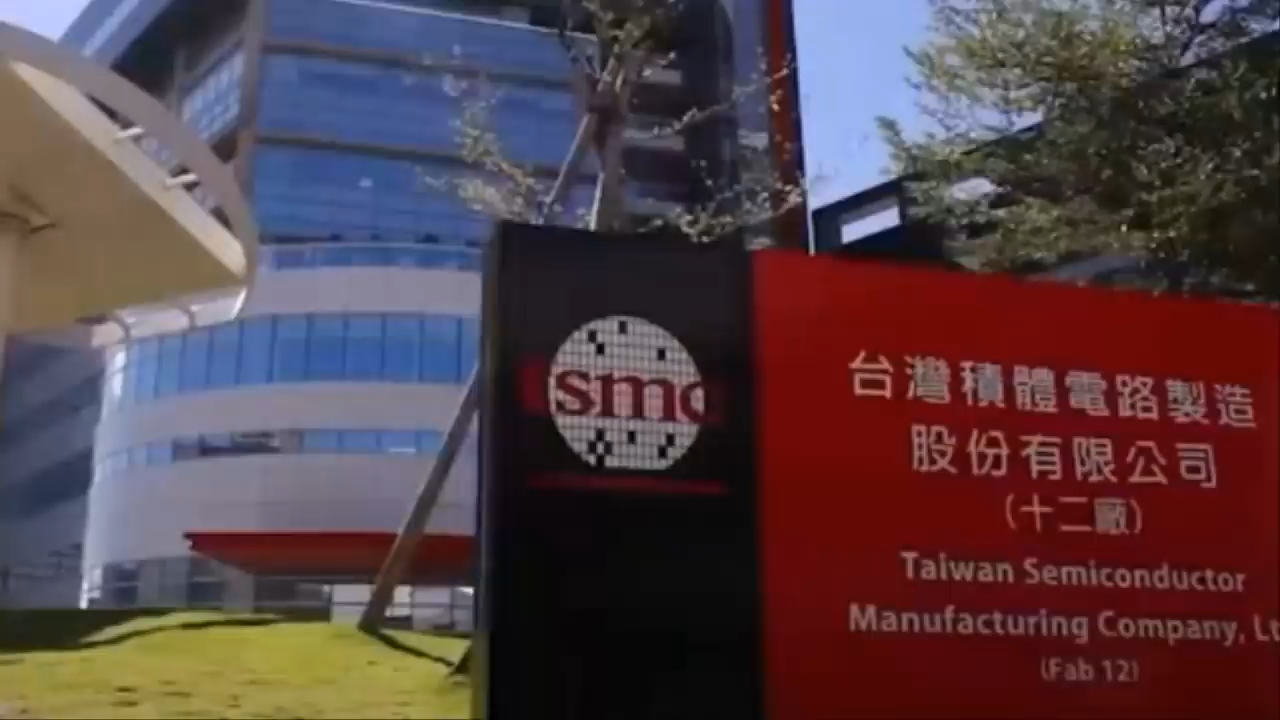 tsmc
台灣積體電路製造
股份有限公司
(十二廠)
Taiwan Semiconductor
Manufacturing Company, Lt
(Fab 12)